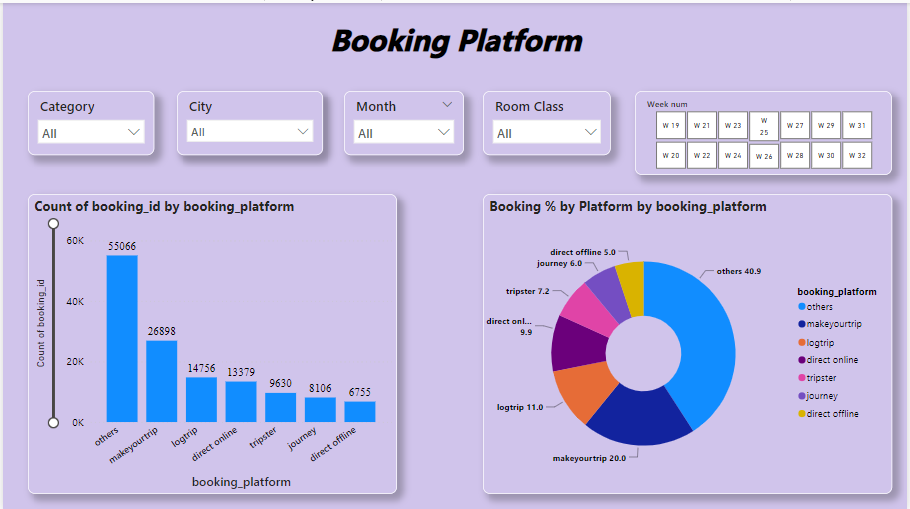 Booking Platform
Category
All
City
All
Month
All
Room Class
All
Week num
W 19 W 21 W 23 W 25 W 27 W 29 W 31
W 20 W 22 W 24 W 26 W 28 W 30 W 32
Count of booking_id by booking_platform
Count of booking_id
60K
40K
20K
0K
55066
26898
14756
13379
9630
8106
6755
others
makeyourtrip
logtrip
direct online
tripster
journey
direct offline
booking_platform
Booking % by Platform by booking_platform
direct offline 5.0
journey 6.0
tripster 7.2
direct onl...
9.9
logtrip 11.0
makeyourtrip 20.0
others 40.9
booking_platform
others
makeyourtrip
logtrip
direct online
tripster
journey
direct offline